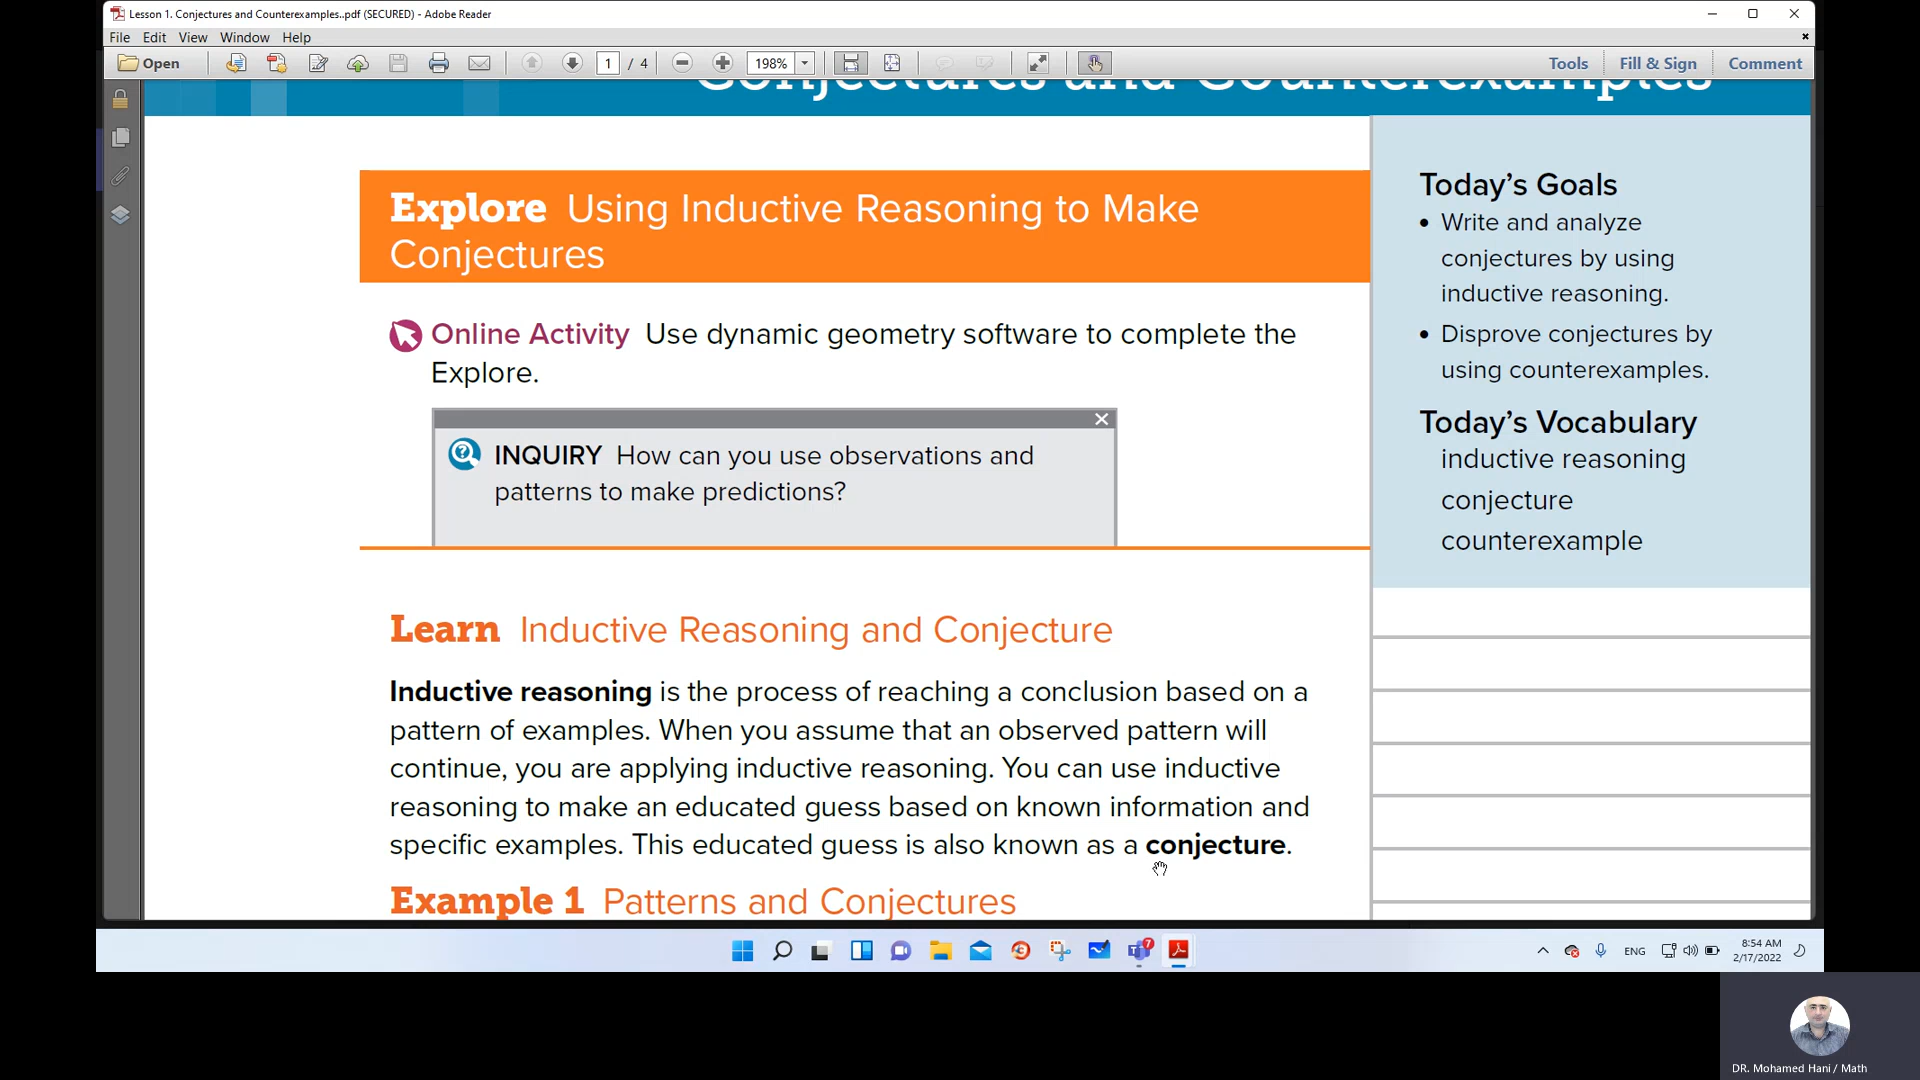 Lesson 1. Conjectures and Counterexamples..pdf (SECURED) - Adobe Reader
File Edit View Window Help
Open 1 / 4 198% Tools Fill & Sign Comment
Conjectures and Counterexamples
Explore Using Inductive Reasoning to Make
Conjectures
Online Activity Use dynamic geometry software to complete the
Explore.
INQUIRY How can you use observations and
patterns to make predictions?
Learn Inductive Reasoning and Conjecture
Inductive reasoning is the process of reaching a conclusion based on a
pattern of examples. When you assume that an observed pattern will
continue, you are applying inductive reasoning. You can use inductive
reasoning to make an educated guess based on known information and
specific examples. This educated guess is also known as a conjecture.
Example 1 Patterns and Conjectures
Today's Goals
• Write and analyze
conjectures by using
inductive reasoning.
• Disprove conjectures by
using counterexamples.
Today's Vocabulary
inductive reasoning
conjecture
counterexample
7
ENG
8:54 AM
2/17/2022
DR. Mohamed Hani / Math